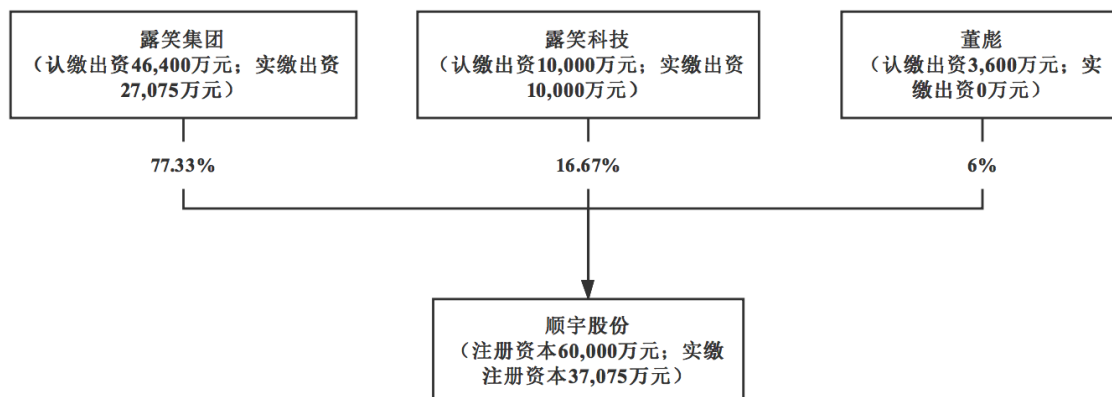 露笑集团
（认缴出资46,400万元；实缴出资
27,075万元）
露笑科技
（认缴出资10,000万元；实缴出资
10,000万元）
董彪
（认缴出资3,600万元；实
缴出资0万元）
77.33%
16.67%
6%
顺宇股份
（注册资本60,000万元；实缴
注册资本37,075万元）